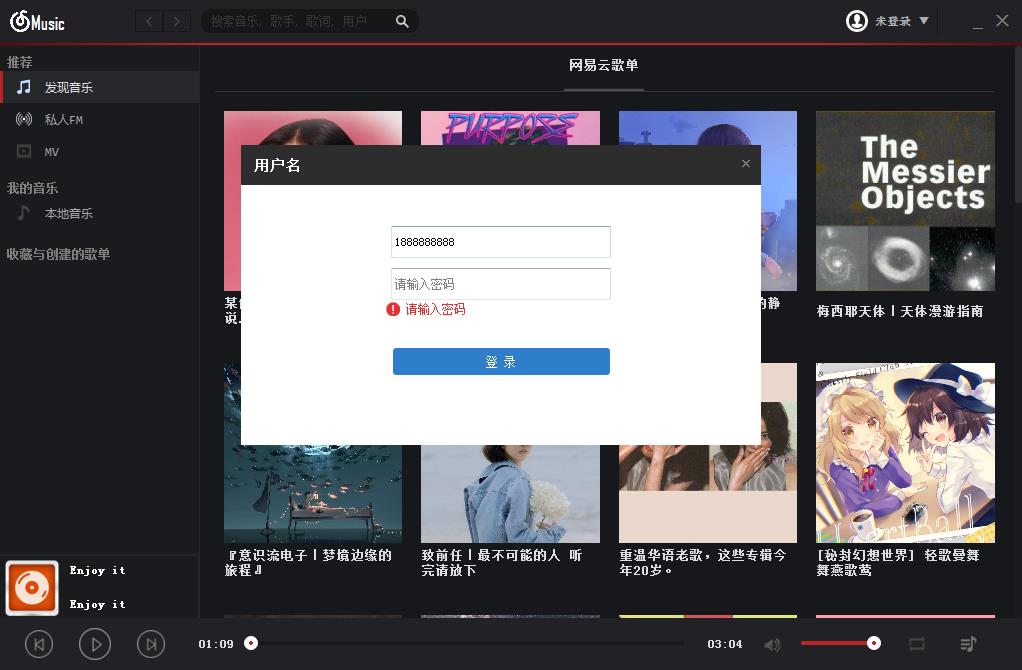 Music
搜索音乐, 歌手, 歌词, 用户
未登录
推荐
发现音乐
私人FM
MV
我的音乐
本地音乐
收藏与创建的歌单
网易云歌单
PURPOSE
The
Messier
Objects
用户名
1888888888
请输入密码
请输入密码
登 录
某
说
的静
梅西耶天体丨天体漫游指南
『意识流电子丨梦境边缘的
旅程』
致前任丨最不可能的人 听
完请放下
重温华语老歌，这些专辑今
年20岁。
[秘封幻想世界] 轻歌曼舞
舞燕歌莺
Enjoy it
Enjoy it
01:09
03:04